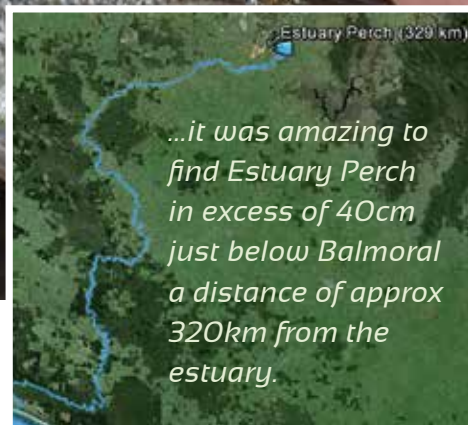 Estuary Perch (329 km)
...it was amazing to
find Estuary Perch
in excess of 40cm
just below Balmoral
a distance of approx
320km from the
estuary.